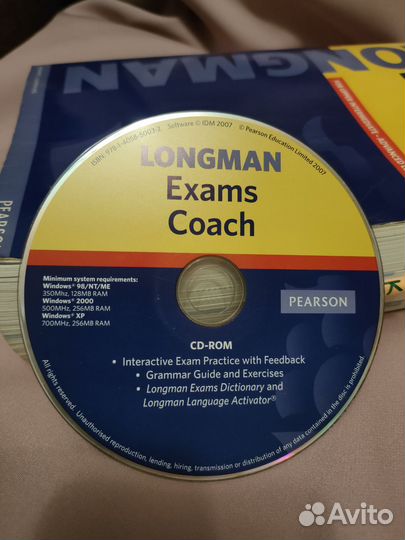 LONGMAN
LONGMAN
PEARSON
ISBN: 978-1-4058-5003-2 Software © IDM 2007 © Pearson Education Limited 2007
LONGMAN
Exams
Coach
Minimum system requirements:
Windows® 98/NT/ME
350Mhz, 128MB RAM
Windows® 2000
500MHz, 256MB RAM
Windows® XP
700MHz, 256MB RAM
PEARSON
CD-ROM
• Interactive Exam Practice with Feedback
• Grammar Guide and Exercises
• Longman Exams Dictionary and
Longman Language Activator®
All rights reserved. Unauthorised reproduction, lending, hiring, transmission or distribution of any data contained in the disc is prohibited.
Avito